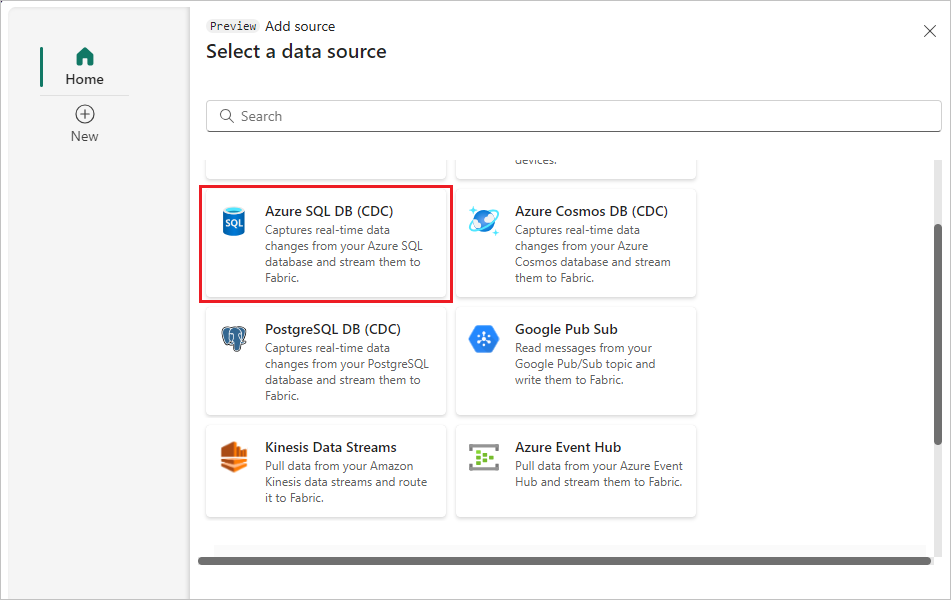 Preview Add source
Select a data source
Home
New
Search
devices.
SQL
Azure SQL DB (CDC)
Captures real-time data
changes from your Azure SQL
database and stream them to
Fabric.
Azure Cosmos DB (CDC)
Captures real-time data
changes from your Azure
Cosmos database and stream
them to Fabric.
PostgreSQL DB (CDC)
Captures real-time data
changes from your PostgreSQL
database and stream them to
Fabric.
Google Pub Sub
Read messages from your
Google Pub/Sub topic and
write them to Fabric.
Kinesis Data Streams
Pull data from your Amazon
Kinesis data streams and route
it to Fabric.
Azure Event Hub
Pull data from your Azure Event
Hub and stream them to Fabric.